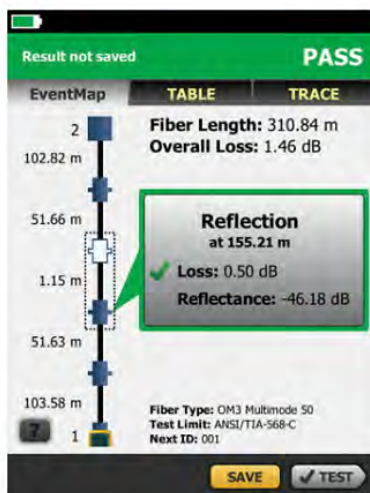 Result not saved PASS
EventMap TABLE TRACE
2 Fiber Length: 310.84 m
Overall Loss: 1.46 dB
102.82 m
51.66 m
Reflection
at 155.21 m
Loss: 0.50 dB
1.15 m
Reflectance: -46.18 dB
51.63 m
103.58 m
Fiber Type: OM3 Multimode 50
Test Limit: ANSI/TIA-568-C
? 1 Next ID: 001
SAVE TEST